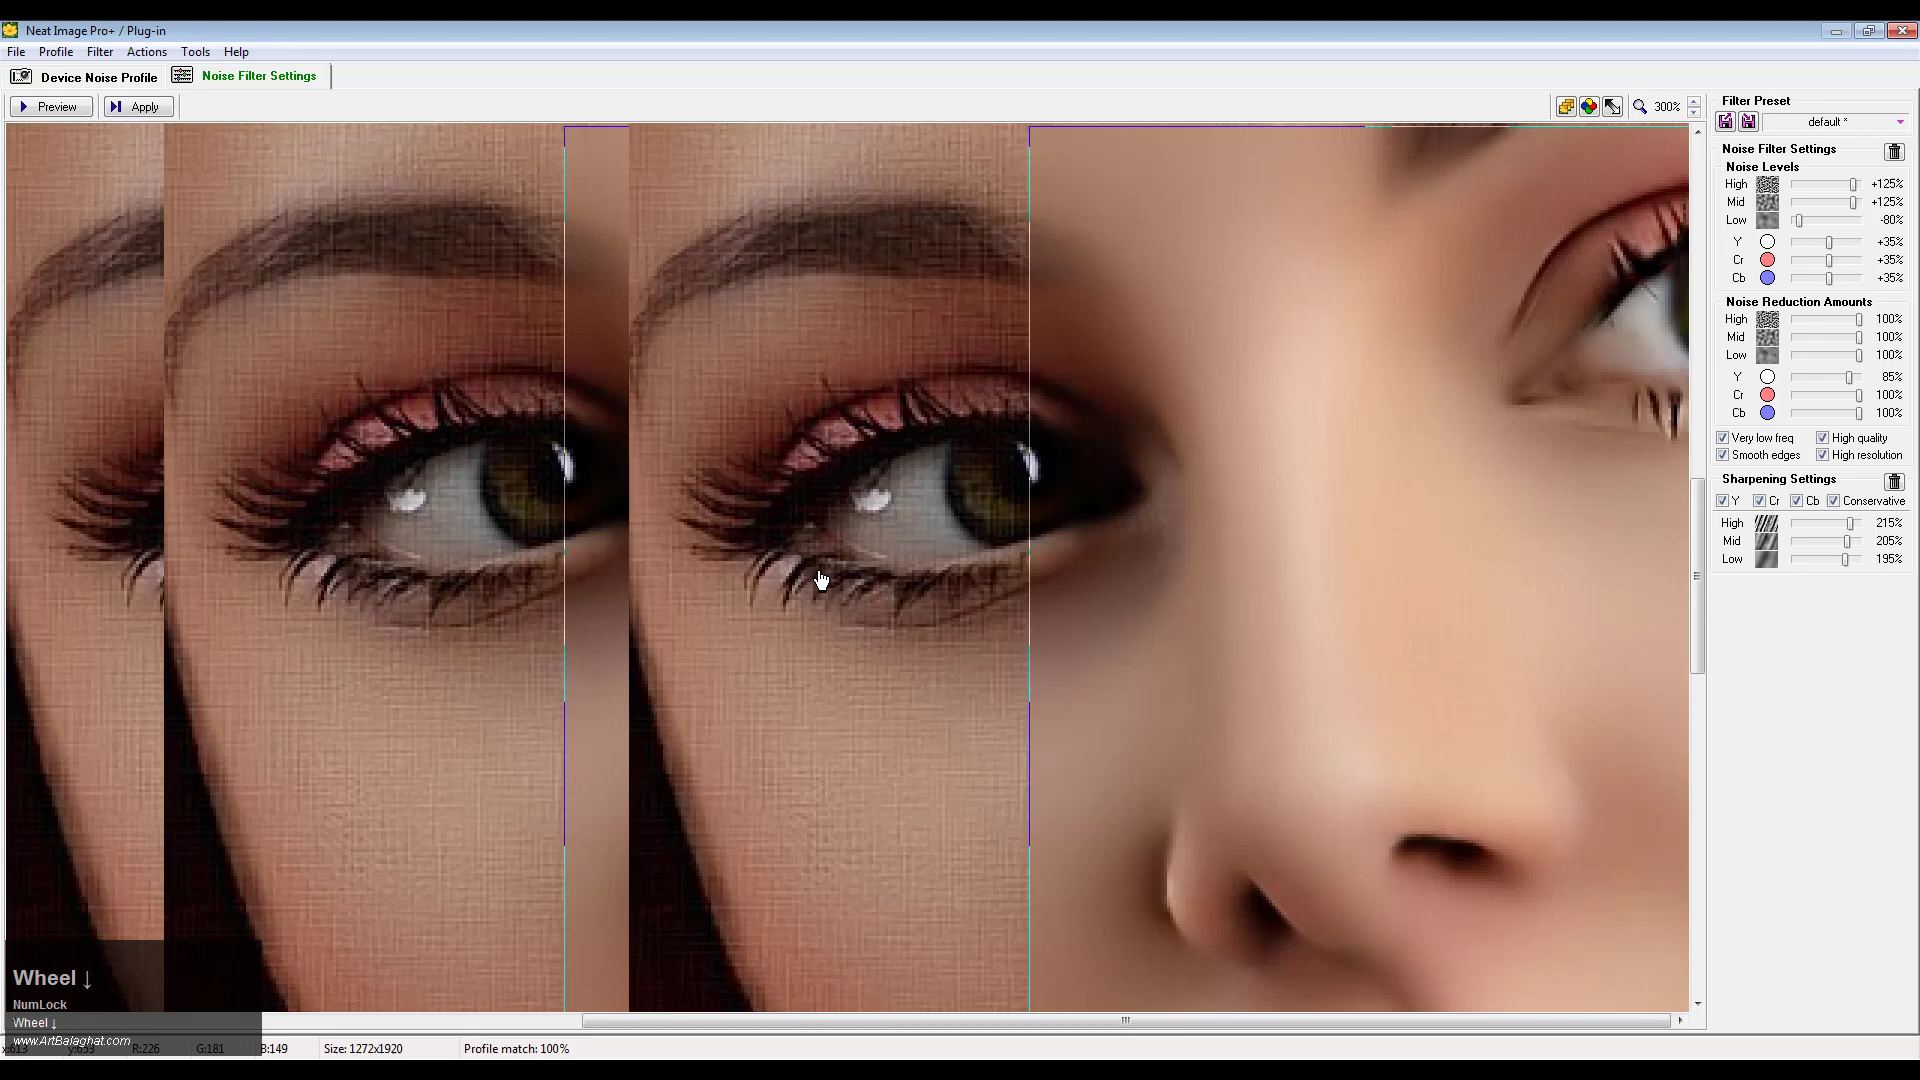 Neat Image Pro+ / Plug-in
File Profile Filter Actions Tools Help
Device Noise Profile Noise Filter Settings
Preview Apply 300%
Filter Preset
default *
Noise Filter Settings
Noise Levels
High +125%
Mid +125%
Low -80%
Y +35%
Cr +35%
Cb +35%
Noise Reduction Amounts
High 100%
Mid 100%
Low 100%
Y 85%
Cr 100%
Cb 100%
Very low freq High quality
Smooth edges High resolution
Sharpening Settings
Y Cr Cb Conservative
High 215%
Mid 205%
Low 195%
Wheel ↓
NumLock
Wheel ↓
www.ArtBalaghat.com
x:613 y:653 R:226 G:181 B:149 Size: 1272x1920 Profile match: 100%